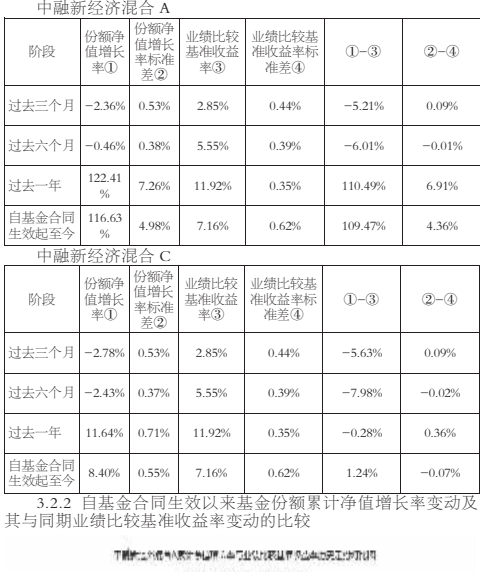 中融新经济混合 A
阶段 份额净值增长率① 份额净值增长率标准差② 业绩比较基准收益率③ 业绩比较基准收益率标准差④ ①-③ ②-④
过去三个月 -2.36% 0.53% 2.85% 0.44% -5.21% 0.09%
过去六个月 -0.46% 0.38% 5.55% 0.39% -6.01% -0.01%
过去一年 122.41% 7.26% 11.92% 0.35% 110.49% 6.91%
自基金合同生效起至今 116.63% 4.98% 7.16% 0.62% 109.47% 4.36%
中融新经济混合 C
阶段 份额净值增长率① 份额净值增长率标准差② 业绩比较基准收益率③ 业绩比较基准收益率标准差④ ①-③ ②-④
过去三个月 -2.78% 0.53% 2.85% 0.44% -5.63% 0.09%
过去六个月 -2.43% 0.37% 5.55% 0.39% -7.98% -0.02%
过去一年 11.64% 0.71% 11.92% 0.35% -0.28% 0.36%
自基金合同生效起至今 8.40% 0.55% 7.16% 0.62% 1.24% -0.07%
3.2.2 自基金合同生效以来基金份额累计净值增长率变动及
其与同期业绩比较基准收益率变动的比较